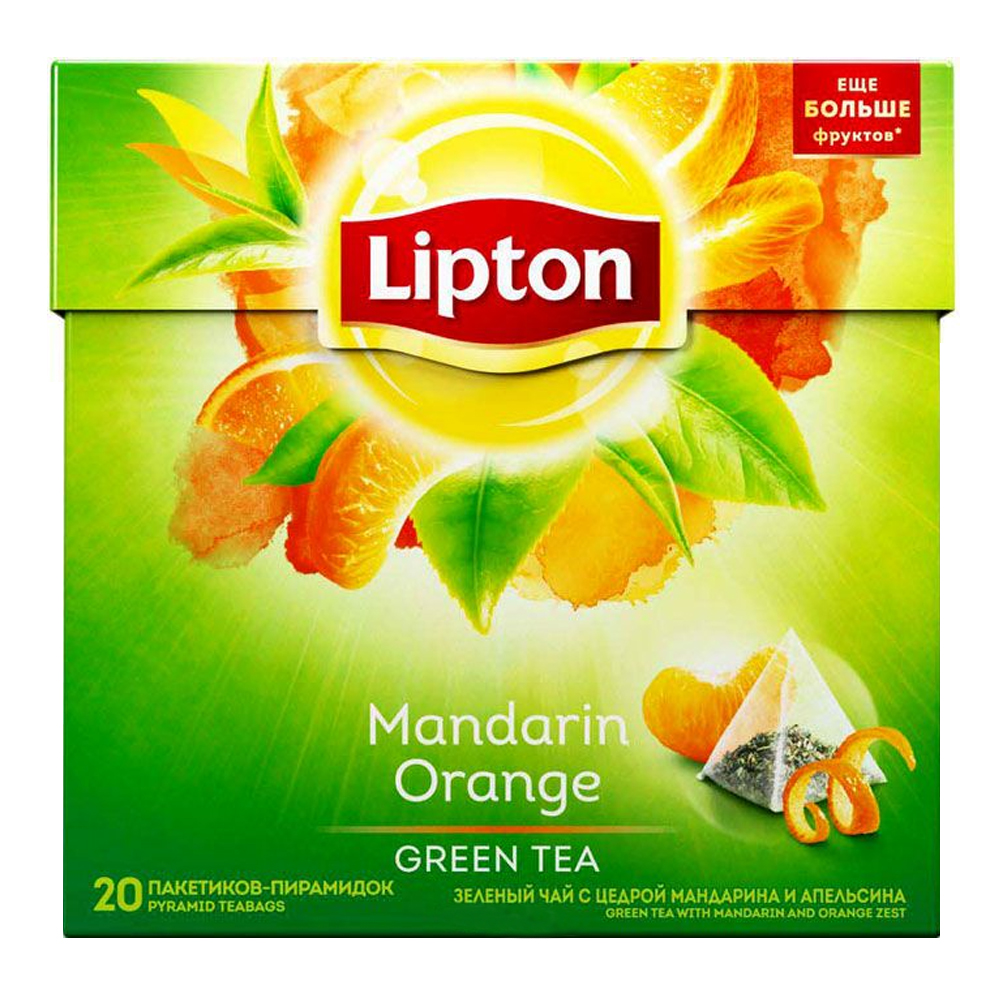 ЕЩЕ
БОЛЬШЕ
фруктов*
Lipton
Mandarin
Orange
GREEN TEA
20 ПАКЕТИКОВ-ПИРАМИДОК
PYRAMID TEABAGS
ЗЕЛЕНЫЙ ЧАЙ С ЦЕДРОЙ МАНДАРИНА И АПЕЛЬСИНА
GREEN TEA WITH MANDARIN AND ORANGE ZEST